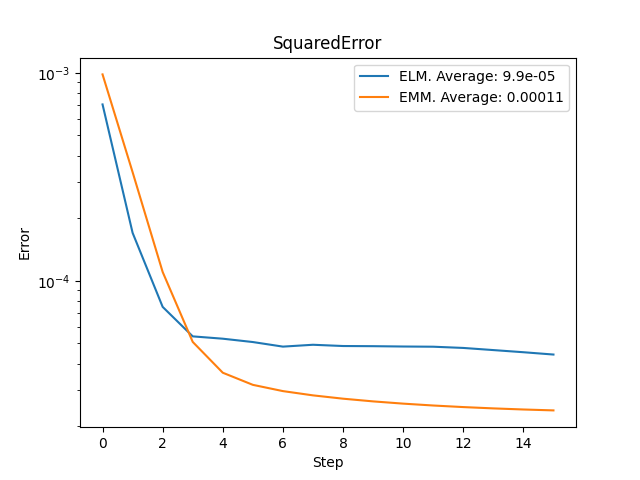 SquaredError
ELM. Average: 9.9e-05
EMM. Average: 0.00011
10⁻³
10⁻⁴
Error
0 2 4 6 8 10 12 14
Step